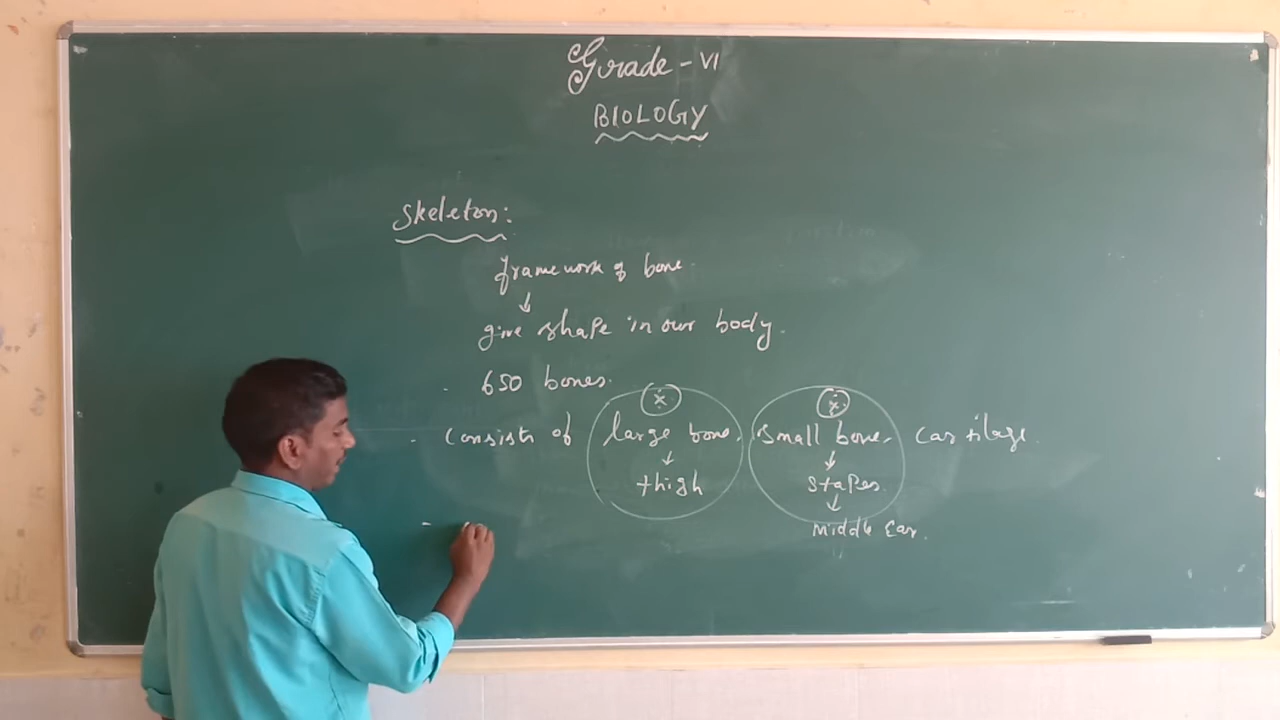 Grade - VI
BIOLOGY
Skeleton:
framework of bone.
↓
give shape in our body.
- 650 bones.
- Consists of large bone, small bone, cartilage.
↓ ↓
thigh stapes
↓
Middle Ear.
-